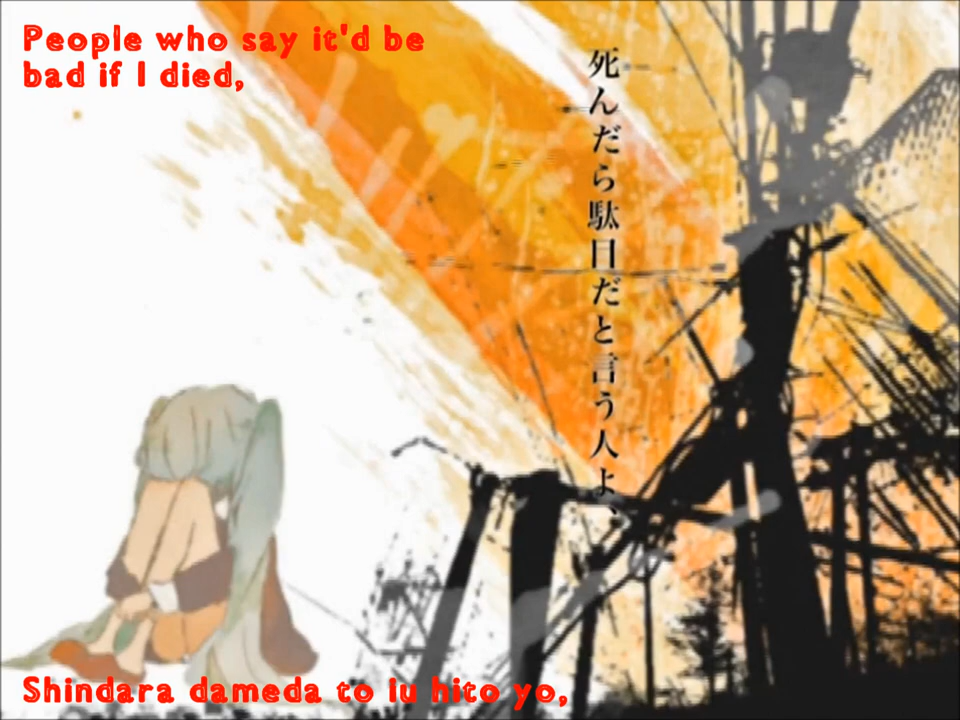 People who say it'd be
bad if I died,
死んだら駄目だと言う人よ、
Shindara dameda to iu hito yo,